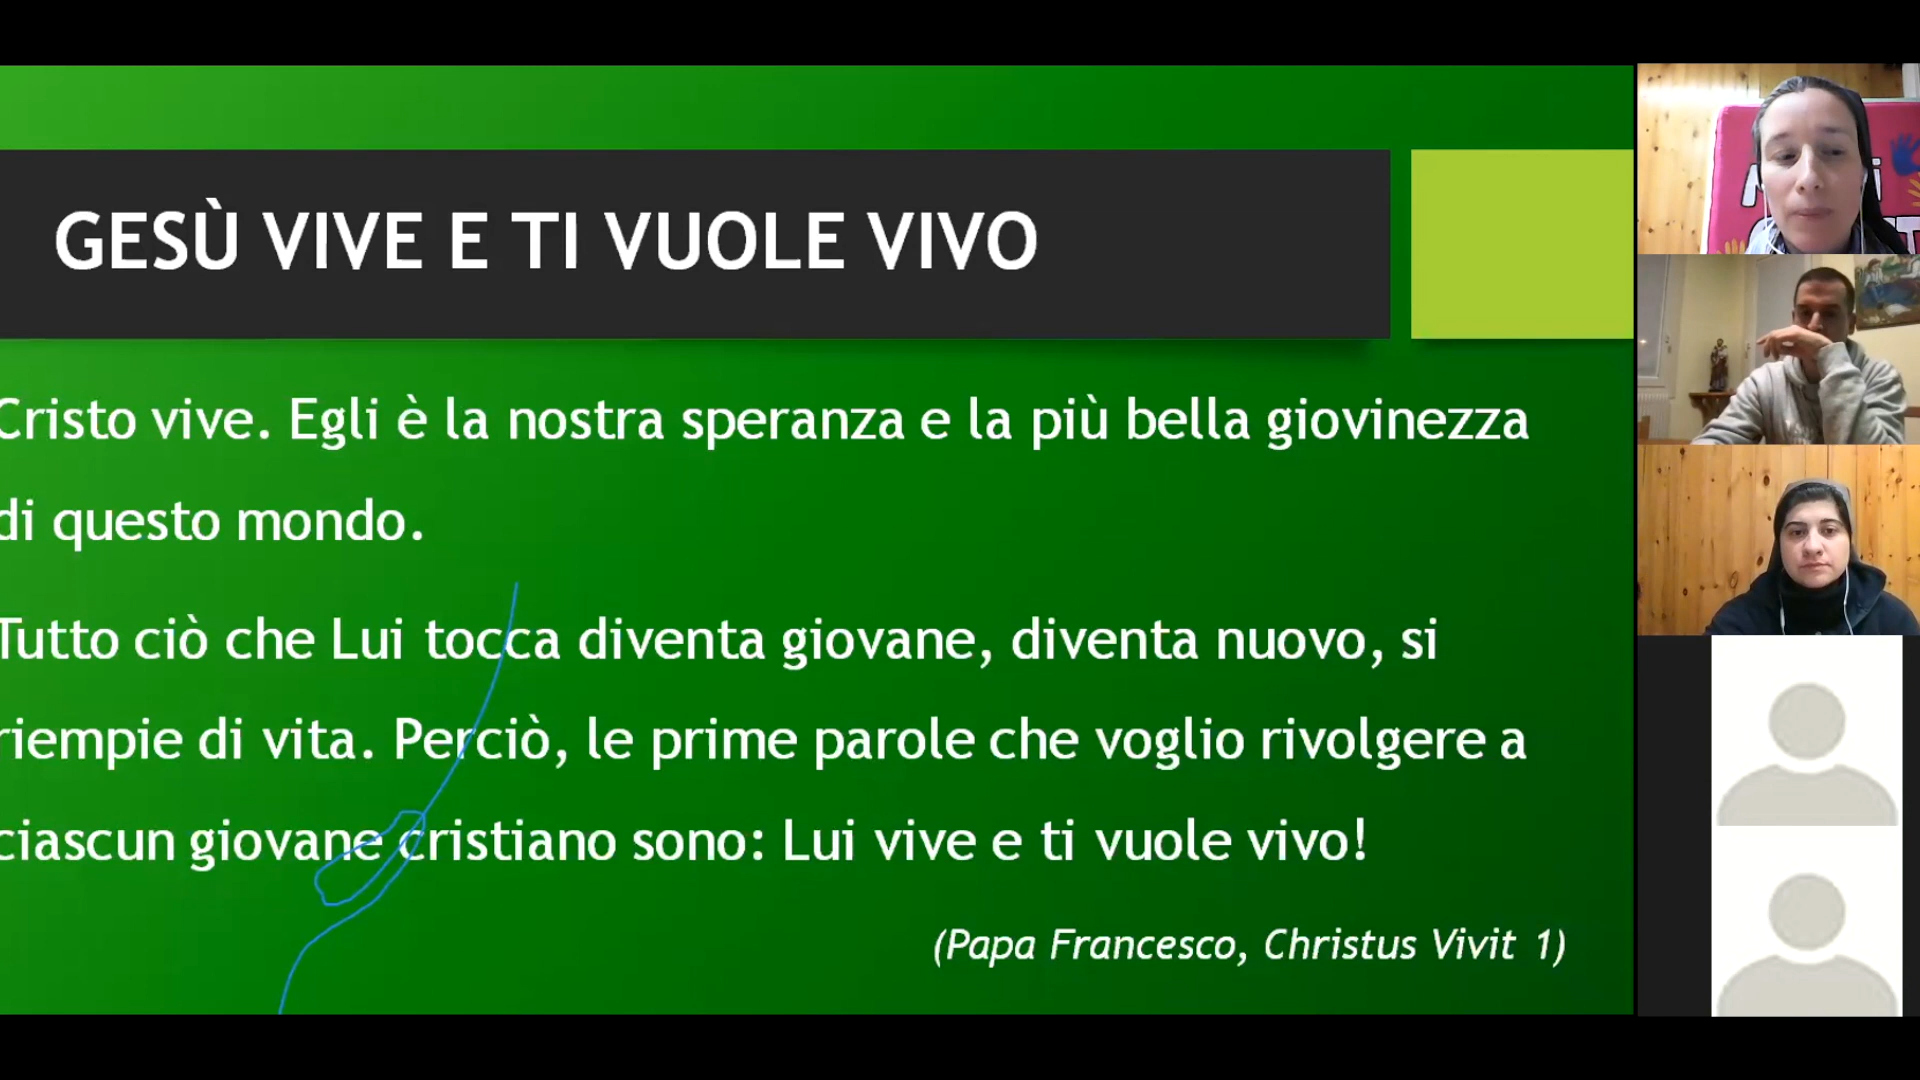 GESÙ VIVE E TI VUOLE VIVO
Cristo vive. Egli è la nostra speranza e la più bella giovinezza
di questo mondo.
Tutto ciò che Lui tocca diventa giovane, diventa nuovo, si
riempie di vita. Perciò, le prime parole che voglio rivolgere a
ciascun giovane cristiano sono: Lui vive e ti vuole vivo!
(Papa Francesco, Christus Vivit 1)